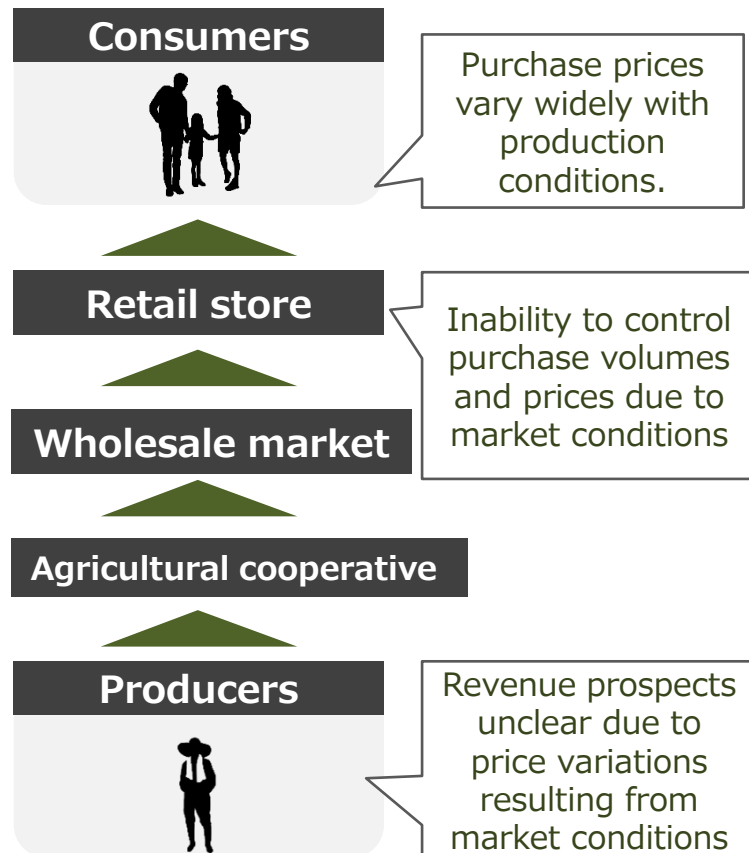 Consumers
Purchase prices
vary widely with
production
conditions.
Retail store
Inability to control
purchase volumes
and prices due to
market conditions
Wholesale market
Agricultural cooperative
Producers
Revenue prospects
unclear due to
price variations
resulting from
market conditions